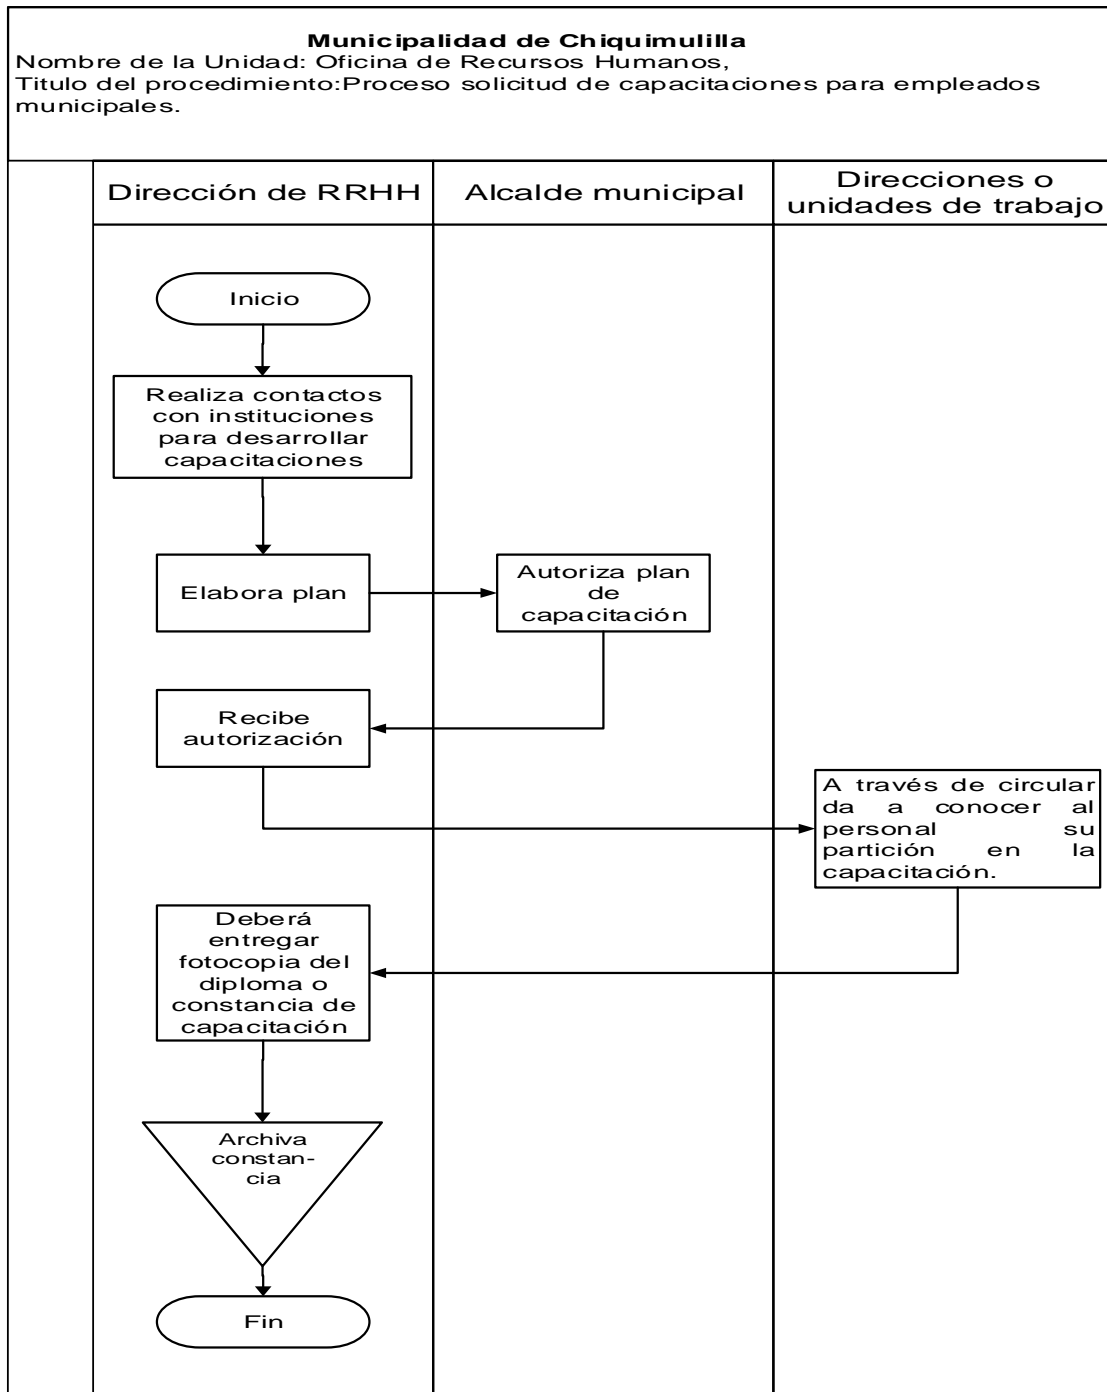 Municipalidad de Chiquimulilla
Nombre de la Unidad: Oficina de Recursos Humanos,
Titulo del procedimiento:Proceso solicitud de capacitaciones para empleados
municipales.
Dirección de RRHH
Alcalde municipal
Direcciones o
unidades de trabajo
Inicio
Realiza contactos
con instituciones
para desarrollar
capacitaciones
Elabora plan
Autoriza plan
de
capacitación
Recibe
autorización
A través de circular
da a conocer al
personal su
partición en la
capacitación.
Deberá
entregar
fotocopia del
diploma o
constancia de
capacitación
Archiva
constan-
cia
Fin